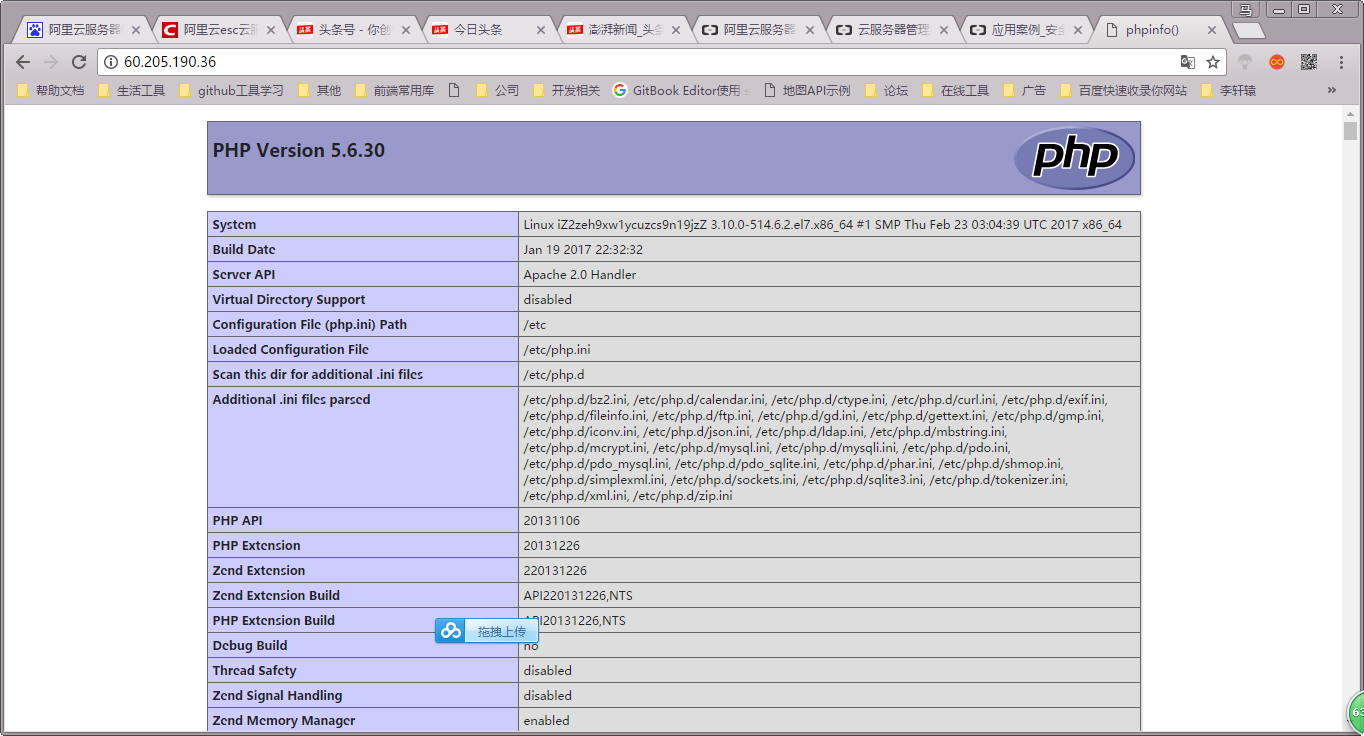 马
阿里云服务器
阿里云esc云服
头条号 - 你创
今日头条
澎湃新闻_头条
阿里云服务器
云服务器管理
应用案例_安全
phpinfo()
60.205.190.36
帮助文档 生活工具 github工具学习 其他 前端常用库 公司 开发相关 GitBook Editor使用 地图API示例 论坛 在线工具 广告 百度快速收录你网站 李轩辕 »
PHP Version 5.6.30
php
System Linux iZ2zeh9xw1ycuzcs9n19jzZ 3.10.0-514.6.2.el7.x86_64 #1 SMP Thu Feb 23 03:04:39 UTC 2017 x86_64
Build Date Jan 19 2017 22:32:32
Server API Apache 2.0 Handler
Virtual Directory Support disabled
Configuration File (php.ini) Path /etc
Loaded Configuration File /etc/php.ini
Scan this dir for additional .ini files /etc/php.d
Additional .ini files parsed /etc/php.d/bz2.ini, /etc/php.d/calendar.ini, /etc/php.d/ctype.ini, /etc/php.d/curl.ini, /etc/php.d/exif.ini,
/etc/php.d/fileinfo.ini, /etc/php.d/ftp.ini, /etc/php.d/gd.ini, /etc/php.d/gettext.ini, /etc/php.d/gmp.ini,
/etc/php.d/iconv.ini, /etc/php.d/json.ini, /etc/php.d/ldap.ini, /etc/php.d/mbstring.ini,
/etc/php.d/mcrypt.ini, /etc/php.d/mysql.ini, /etc/php.d/mysqli.ini, /etc/php.d/pdo.ini,
/etc/php.d/pdo_mysql.ini, /etc/php.d/pdo_sqlite.ini, /etc/php.d/phar.ini, /etc/php.d/shmop.ini,
/etc/php.d/simplexml.ini, /etc/php.d/sockets.ini, /etc/php.d/sqlite3.ini, /etc/php.d/tokenizer.ini,
/etc/php.d/xml.ini, /etc/php.d/zip.ini
PHP API 20131106
PHP Extension 20131226
Zend Extension 220131226
Zend Extension Build API220131226,NTS
PHP Extension Build API20131226,NTS
拖拽上传
Debug Build no
Thread Safety disabled
Zend Signal Handling disabled
Zend Memory Manager enabled
63